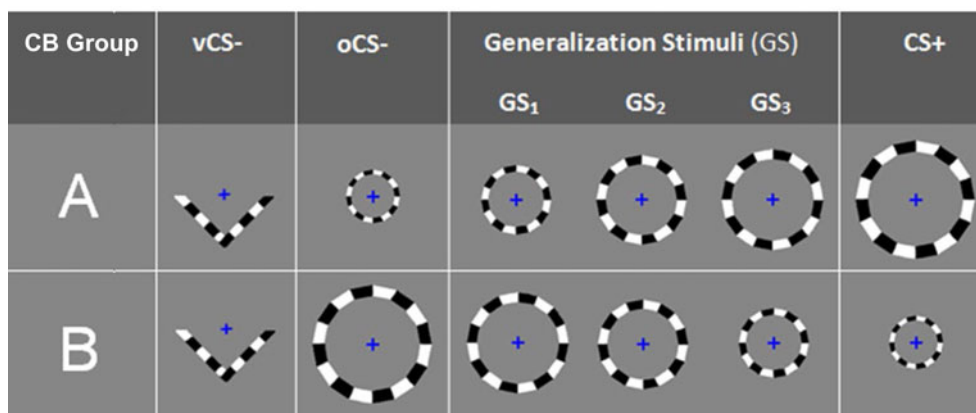 CB Group vCS- oCS- Generalization Stimuli (GS) CS+
GS₁ GS₂ GS₃
A
B